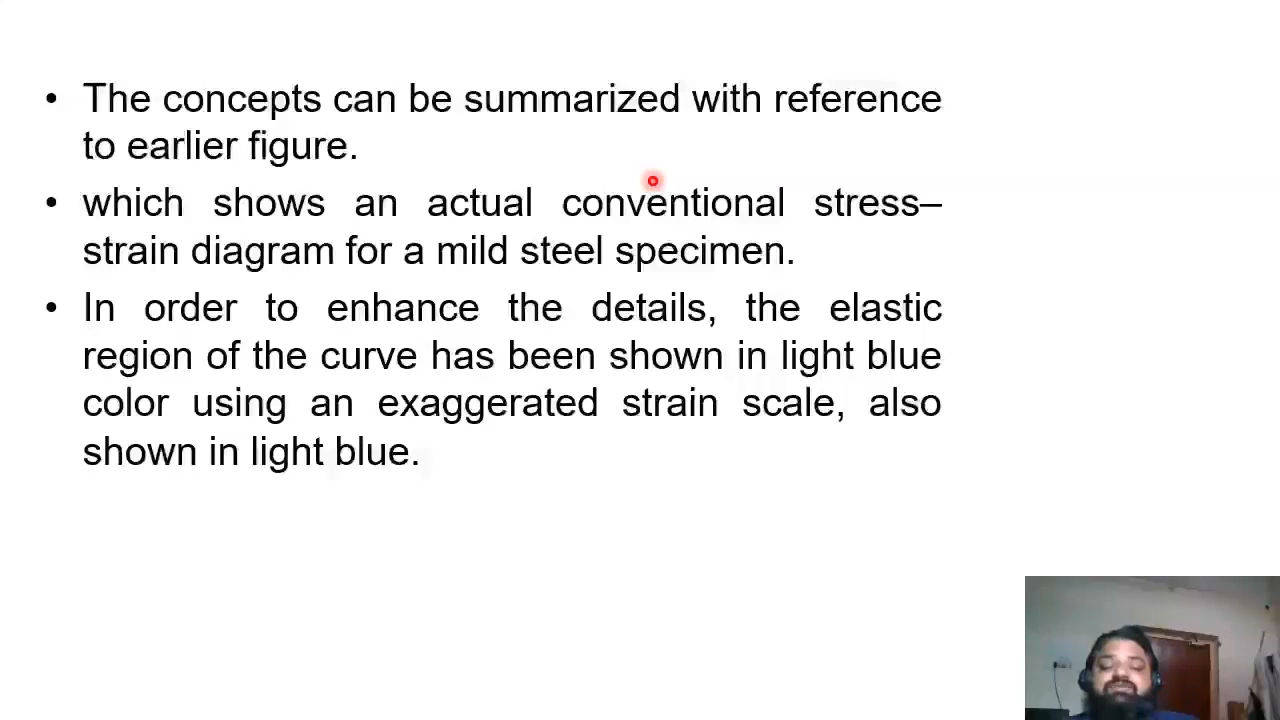 • The concepts can be summarized with reference
to earlier figure.
• which shows an actual conventional stress–
strain diagram for a mild steel specimen.
• In order to enhance the details, the elastic
region of the curve has been shown in light blue
color using an exaggerated strain scale, also
shown in light blue.